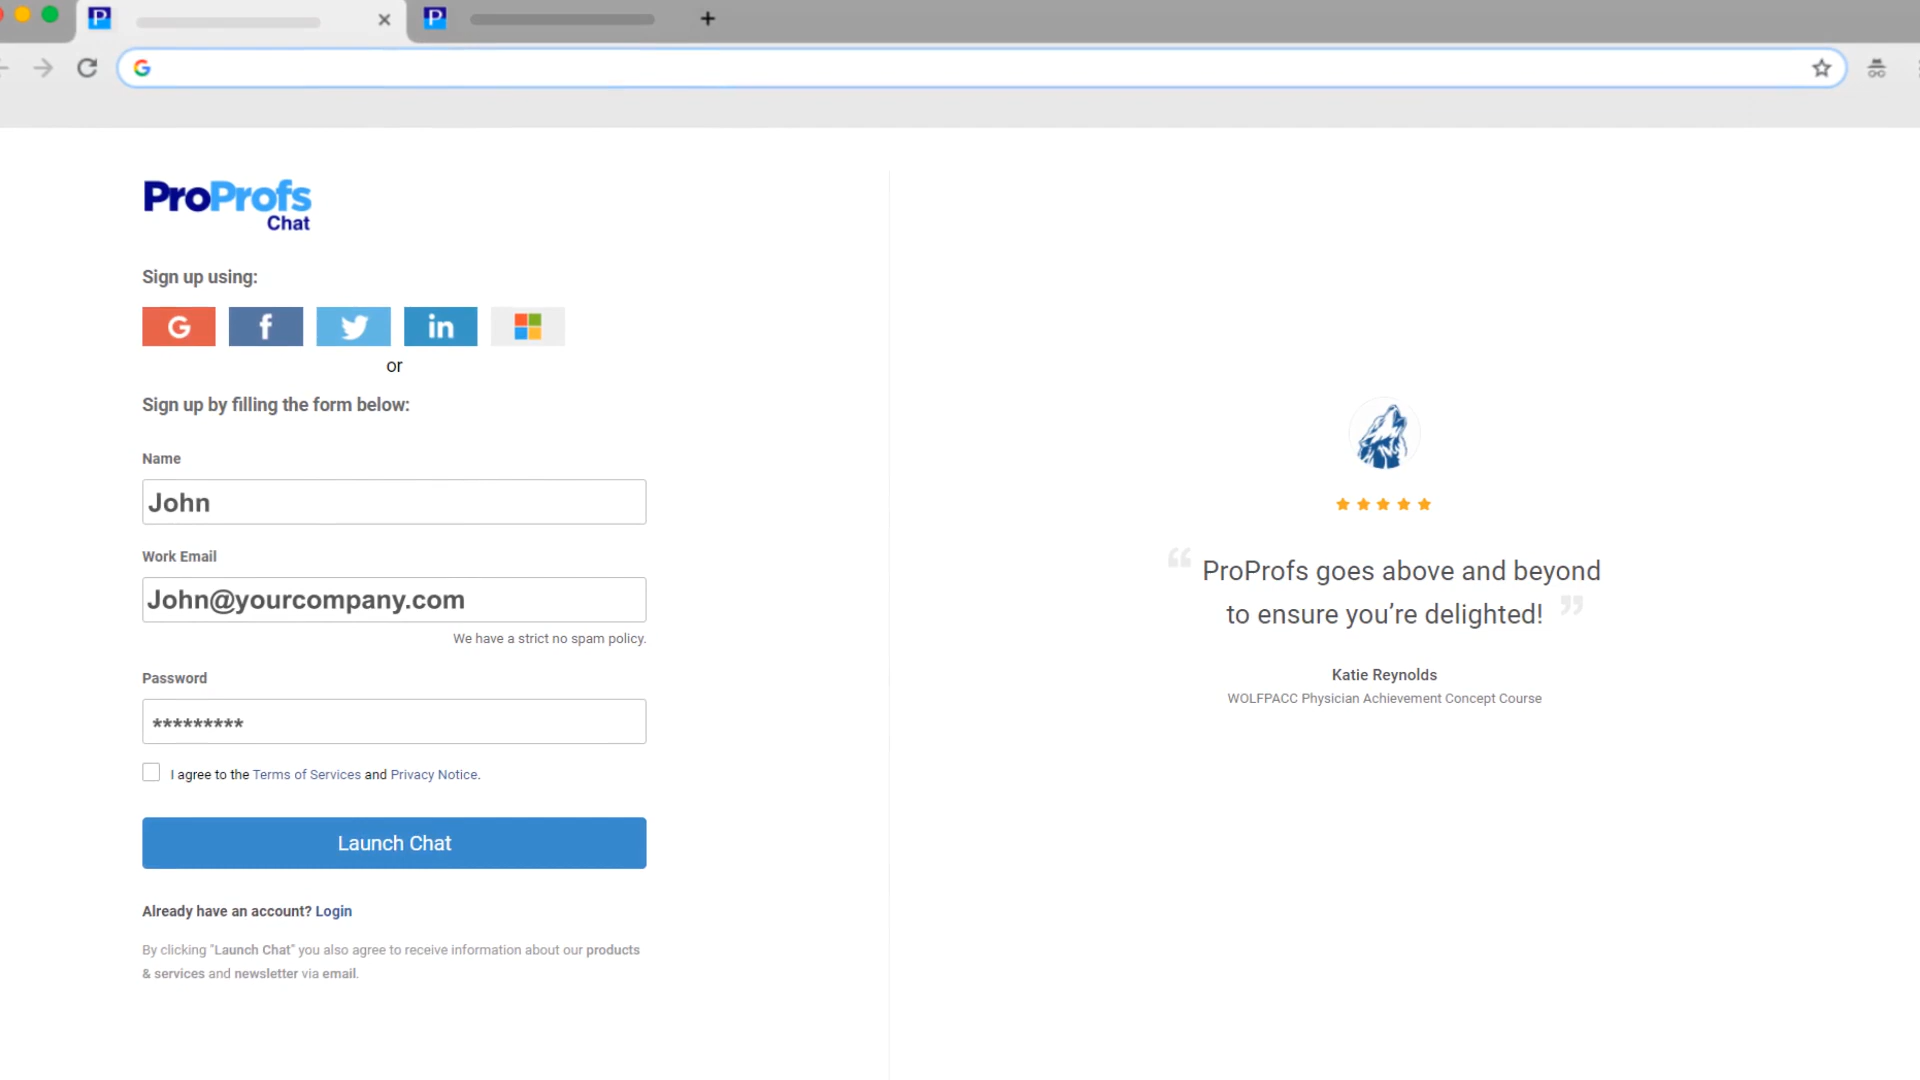 ProProfs
Chat
Sign up using:
or
Sign up by filling the form below:
Name
John
Work Email
John@yourcompany.com
We have a strict no spam policy.
Password
*********
I agree to the Terms of Services and Privacy Notice.
Launch Chat
Already have an account? Login
By clicking "Launch Chat" you also agree to receive information about our products
& services and newsletter via email.
“ ProProfs goes above and beyond
to ensure you’re delighted! ”
Katie Reynolds
WOLFPACC Physician Achievement Concept Course